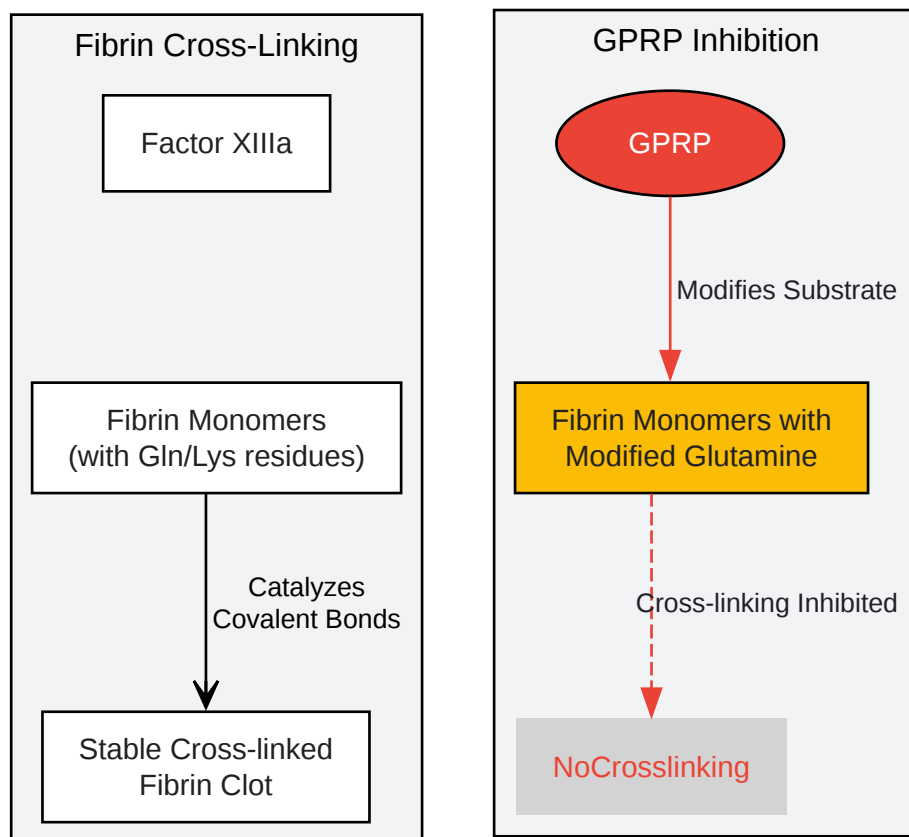 Fibrin Cross-Linking
Factor XIIIa
Fibrin Monomers
(with Gln/Lys residues)
Catalyzes
Covalent Bonds
Stable Cross-linked
Fibrin Clot
GPRP Inhibition
GPRP
Modifies Substrate
Fibrin Monomers with
Modified Glutamine
Cross-linking Inhibited
NoCrosslinking